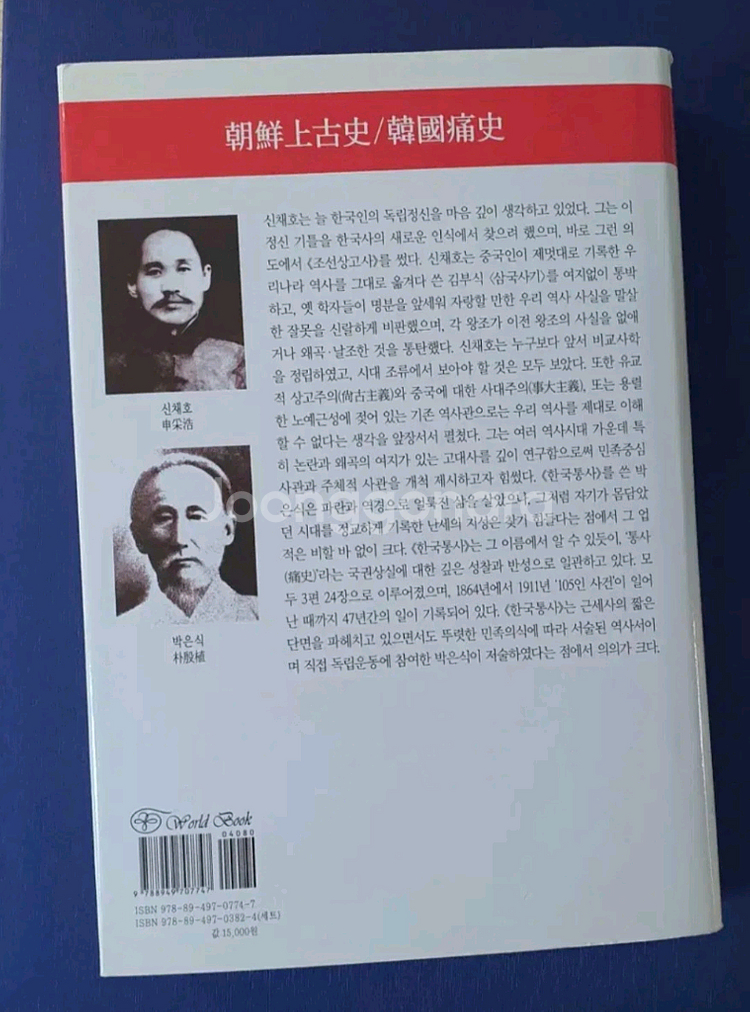 朝鮮上古史/韓國痛史
신채호는 늘 한국인의 독립정신을 마음 깊이 생각하고 있었다. 그는 이
정신 기틀을 한국사의 새로운 인식에서 찾으려 했으며, 바로 그런 의
도에서 《조선상고사》를 썼다. 신채호는 중국인이 제멋대로 기록한 우
리나라 역사를 그대로 옮겨다 쓴 김부식 〈삼국사기〉를 여지없이 통박
하고, 옛 학자들이 명분을 앞세워 자랑할 만한 우리 역사 사실을 말살
한 잘못을 신랄하게 비판했으며, 각 왕조가 이전 왕조의 사실을 없애
거나 왜곡·날조한 것을 통탄했다. 신채호는 누구보다 앞서 비교사학
을 정립하였고, 시대 조류에서 보아야 할 것은 모두 보았다. 또한 유교
적 상고주의(尙古主義)와 중국에 대한 사대주의(事大主義), 또는 용렬
한 노예근성에 젖어 있는 기존 역사관으로는 우리 역사를 제대로 이해
할 수 없다는 생각을 앞장서서 펼쳤다. 그는 여러 역사시대 가운데 특
히 논란과 왜곡의 여지가 있는 고대사를 깊이 연구함으로써 민족중심
사관과 주체적 사관을 개척 제시하고자 힘썼다. 《한국통사》를 쓴 박
은식은 파란과 역경으로 얼룩진 삶을 살았으나, 그처럼 자기가 몸담았
던 시대를 정교하게 기록한 난세의 지성은 찾기 힘들다는 점에서 그 업
적은 비할 바 없이 크다. 《한국통사》는 그 이름에서 알 수 있듯이, '통사
(痛史)'라는 국권상실에 대한 깊은 성찰과 반성으로 일관하고 있다. 모
두 3편 24장으로 이루어졌으며, 1864년에서 1911년 '105인 사건'이 일어
난 때까지 47년간의 일이 기록되어 있다. 《한국통사》는 근세사의 짧은
단면을 파헤치고 있으면서도 뚜렷한 민족의식에 따라 서술된 역사서이
며 직접 독립운동에 참여한 박은식이 저술하였다는 점에서 의의가 크다.
신채호
申采浩
박은식
朴殷植
Joonggonara
World Book
04080
9 788949 707747
ISBN 978-89-497-0774-7
ISBN 978-89-497-0382-4(세트)
값 15,000원